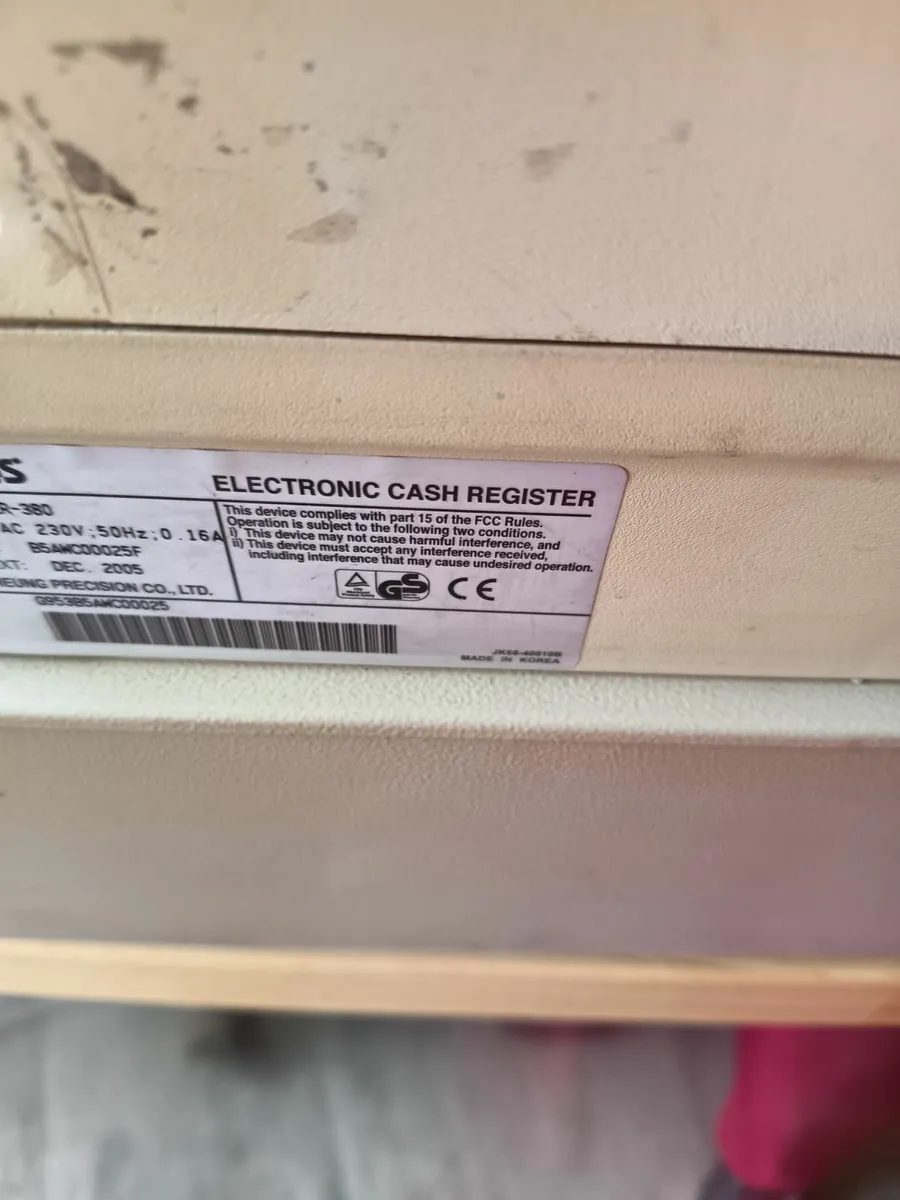 S
ELECTRONIC CASH REGISTER
R-380
AC 230V;50Hz;0.16A
B5AWC00025F
DEC. 2005
HEUNG PRECISION CO., LTD.
G953B5AWC00025
This device complies with part 15 of the FCC Rules.
Operation is subject to the following two conditions.
i) This device may not cause harmful interference, and
ii) This device must accept any interference received,
including interference that may cause undesired operation.
GS CE
MADE IN KOREA